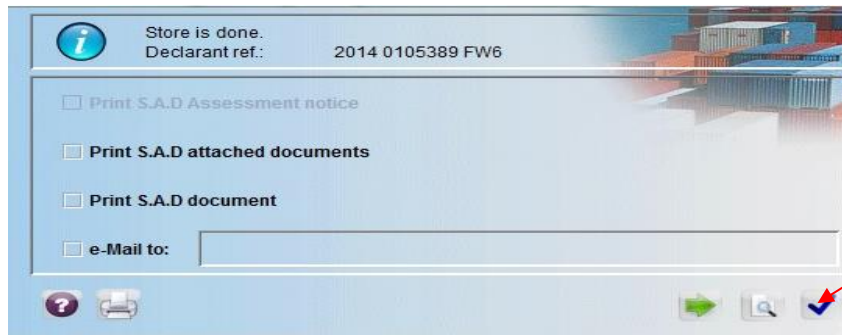 Store is done.
Declarant ref.: 2014 0105389 FW6
Print S.A.D Assessment notice
Print S.A.D attached documents
Print S.A.D document
e-Mail to: